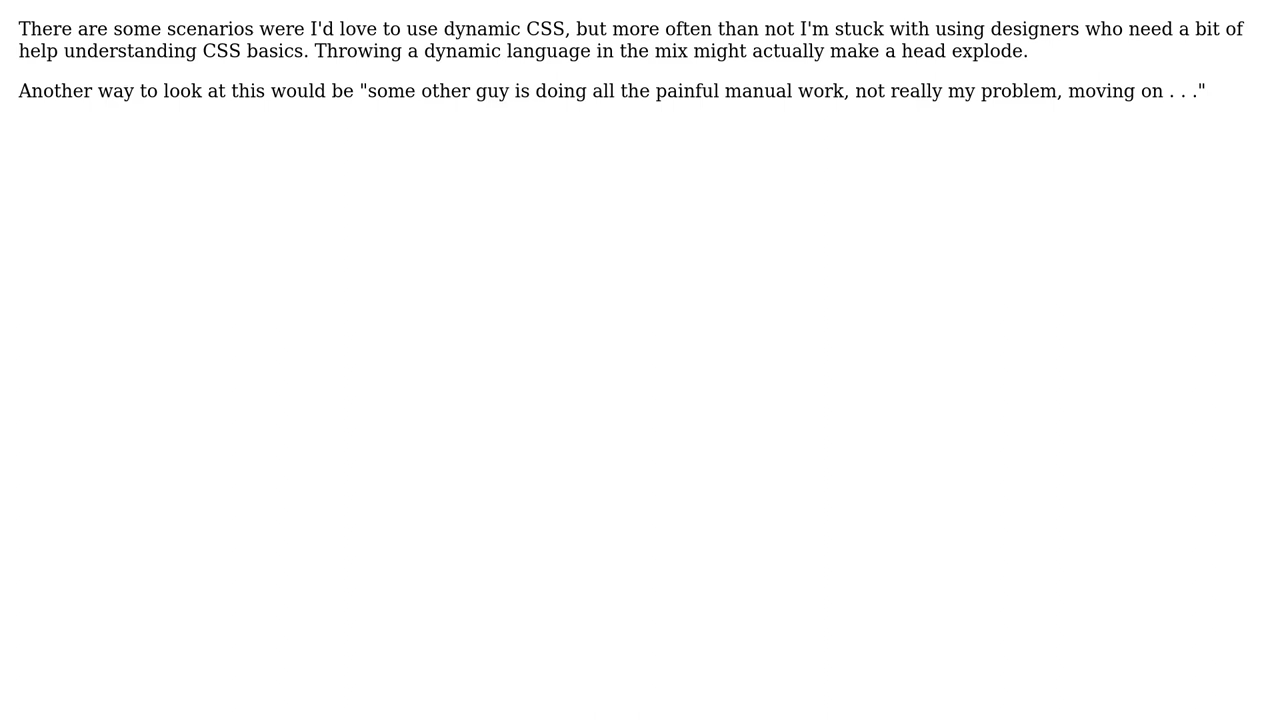 There are some scenarios were I'd love to use dynamic CSS, but more often than not I'm stuck with using designers who need a bit of
help understanding CSS basics. Throwing a dynamic language in the mix might actually make a head explode.
Another way to look at this would be "some other guy is doing all the painful manual work, not really my problem, moving on . . ."